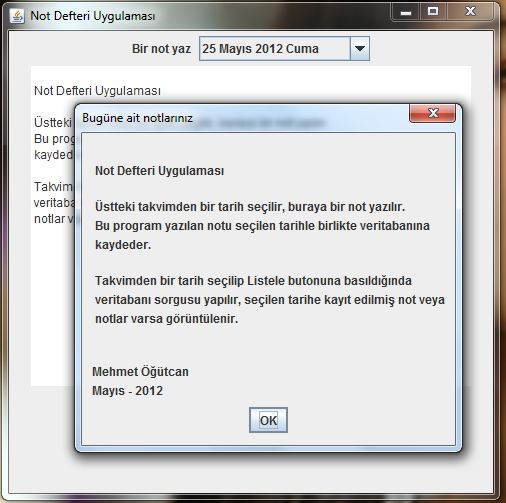 Not Defteri Uygulaması
Bir not yaz 25 Mayıs 2012 Cuma
Not Defteri Uygulaması
Üstteki
Bu prog
kaydeder
Takvim
veritaba
notlar v
Bugüne ait notlarınız
Not Defteri Uygulaması
Üstteki takvimden bir tarih seçilir, buraya bir not yazılır.
Bu program yazılan notu seçilen tarihle birlikte veritabanına
kaydeder.
Takvimden bir tarih seçilip Listele butonuna basıldığında
veritabanı sorgusu yapılır, seçilen tarihe kayıt edilmiş not veya
notlar varsa görüntülenir.
Mehmet Öğütcan
Mayıs - 2012
OK